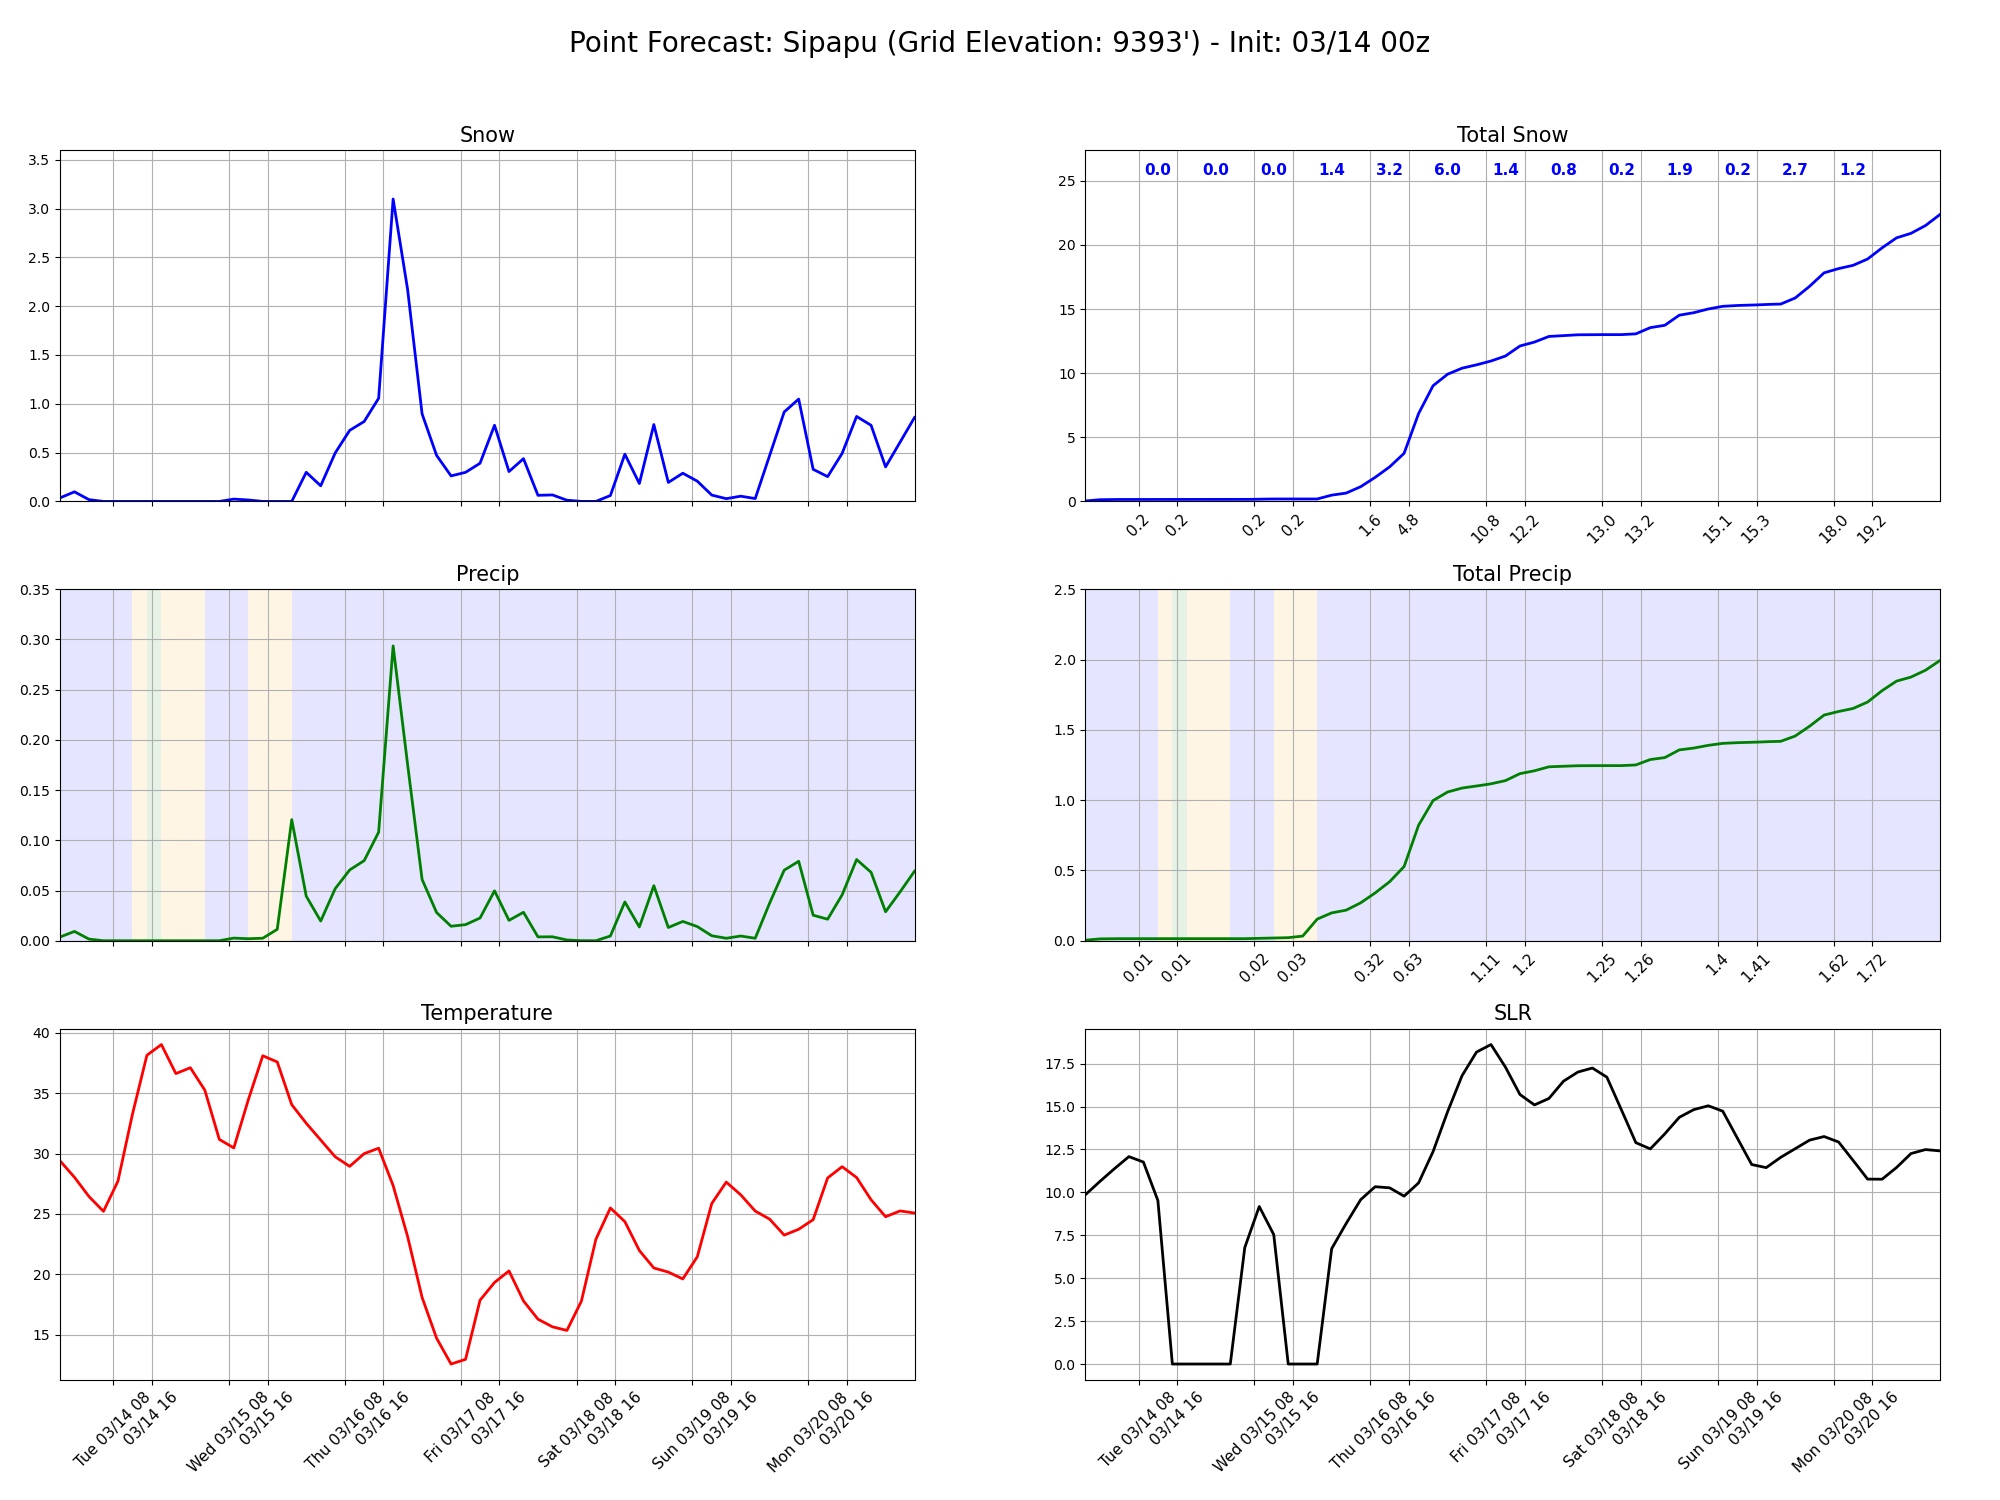 Point Forecast: Sipapu (Grid Elevation: 9393') - Init: 03/14 00z
Snow
3.5
3.0
2.5
2.0
1.5
1.0
0.5
0.0
Total Snow
0.0 0.0 0.0 1.4 3.2 6.0 1.4 0.8 0.2 1.9 0.2 2.7 1.2
25
20
15
10
5
0
0.2 0.2 0.2 0.2 1.6 4.8 10.8 12.2 13.0 13.2 15.1 15.3 18.0 19.2
Precip
0.35
0.30
0.25
0.20
0.15
0.10
0.05
0.00
Total Precip
2.5
2.0
1.5
1.0
0.5
0.0
0.01 0.01 0.02 0.03 0.32 0.63 1.11 1.2 1.25 1.26 1.4 1.41 1.62 1.72
Temperature
40
35
30
25
20
15
Tue 03/14 08
03/14 16
Wed 03/15 08
03/15 16
Thu 03/16 08
03/16 16
Fri 03/17 08
03/17 16
Sat 03/18 08
03/18 16
Sun 03/19 08
03/19 16
Mon 03/20 08
03/20 16
SLR
17.5
15.0
12.5
10.0
7.5
5.0
2.5
0.0
Tue 03/14 08
03/14 16
Wed 03/15 08
03/15 16
Thu 03/16 08
03/16 16
Fri 03/17 08
03/17 16
Sat 03/18 08
03/18 16
Sun 03/19 08
03/19 16
Mon 03/20 08
03/20 16